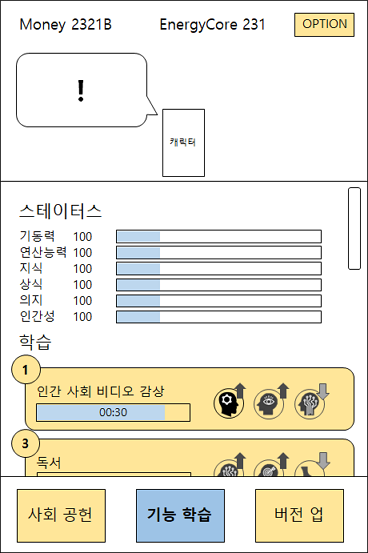 Money 2321B EnergyCore 231 OPTION
!
캐릭터
스테이터스
기동력 100
연산능력 100
지식 100
상식 100
의지 100
인간성 100
학습
1
인간 사회 비디오 감상
00:30
3
독서
사회 공헌 기능 학습 버전 업